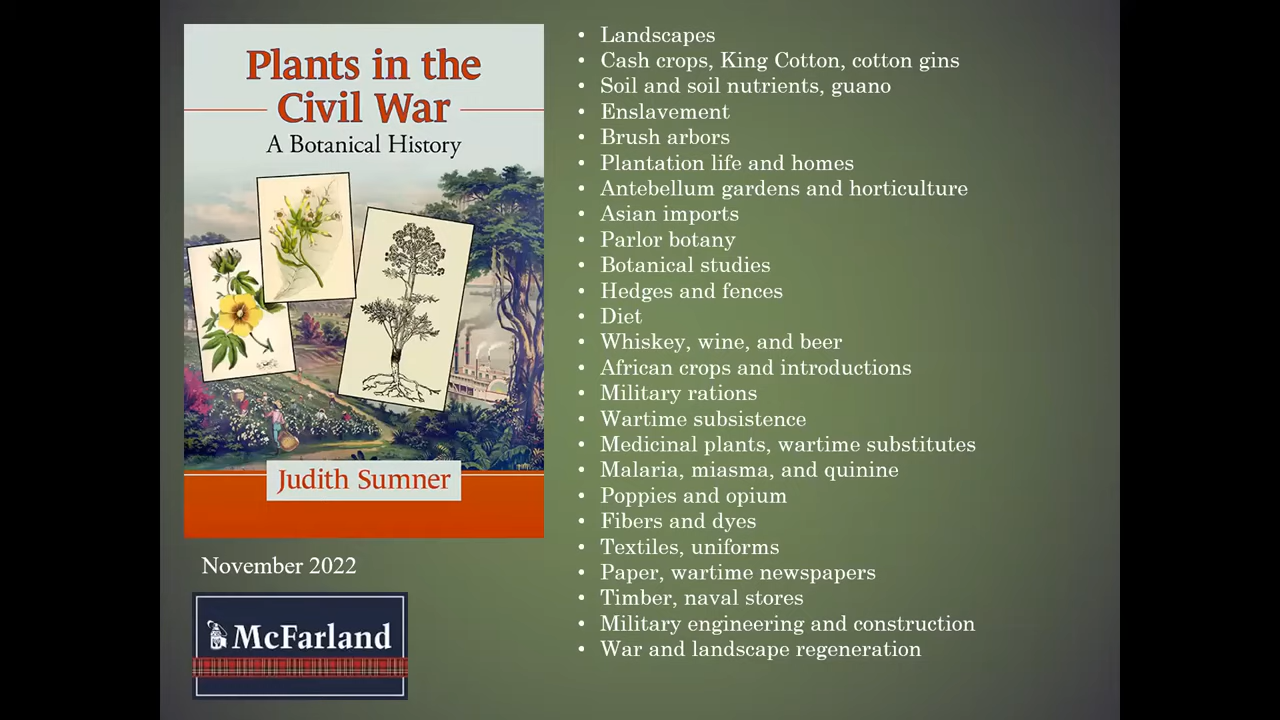 Plants in the
Civil War
A Botanical History
Judith Sumner
November 2022
McFarland
• Landscapes
• Cash crops, King Cotton, cotton gins
• Soil and soil nutrients, guano
• Enslavement
• Brush arbors
• Plantation life and homes
• Antebellum gardens and horticulture
• Asian imports
• Parlor botany
• Botanical studies
• Hedges and fences
• Diet
• Whiskey, wine, and beer
• African crops and introductions
• Military rations
• Wartime subsistence
• Medicinal plants, wartime substitutes
• Malaria, miasma, and quinine
• Poppies and opium
• Fibers and dyes
• Textiles, uniforms
• Paper, wartime newspapers
• Timber, naval stores
• Military engineering and construction
• War and landscape regeneration